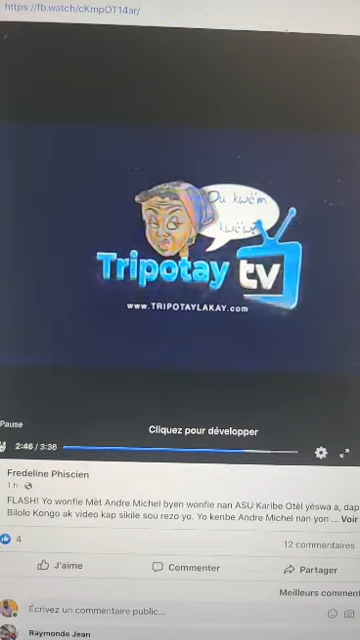 https://fb.watch/cKmpOT14ar/
Ou kwè'm
kwè'w?
Tripotay tv
www.TRIPOTAYLAKAY.com
Pause
Cliquez pour développer
2:46 / 3:36
Fredeline Phiscien
1 h
FLASH! Yo wonfle Mèt Andre Michel byen wonfle nan ASU Karibe Otèl yèswa a, dap
Bilolo Kongo ak video kap sikile sou rezo yo. Yo kenbe Andre Michel nan yon ... Voir
4
12 commentaires
J'aime
Commenter
Partager
Meilleurs comment
Écrivez un commentaire public...
Raymonde Jean